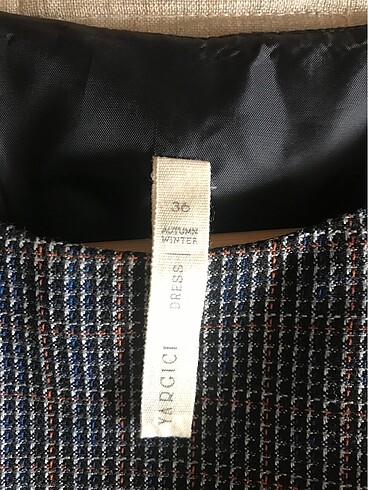 36
AUTUMN
WINTER
YARGICI DRESS